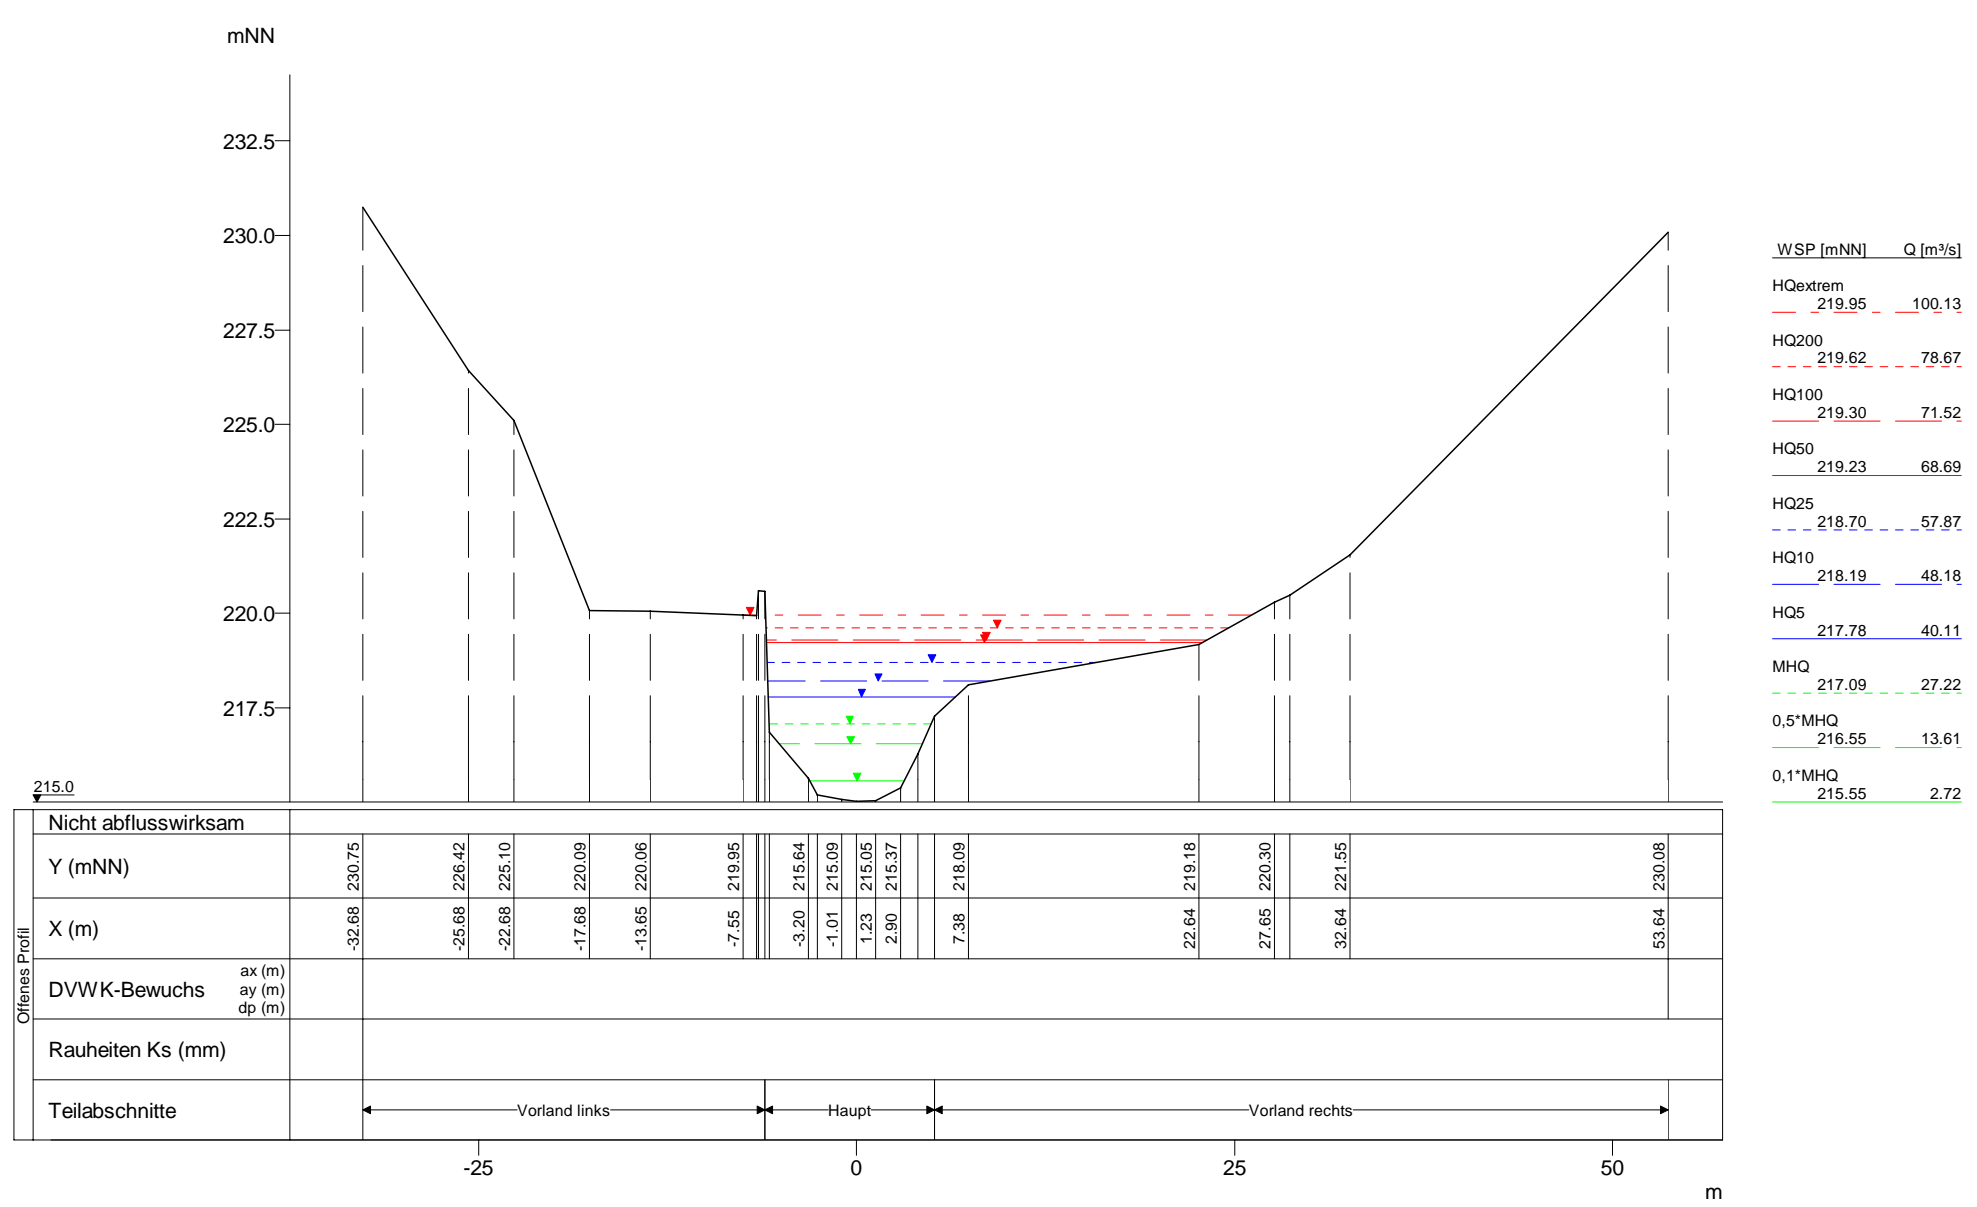 mNN
232.5
230.0
227.5
225.0
222.5
220.0
217.5
215.0
WSP [mNN] Q [m³/s]
HQextrem
219.95 100.13
HQ200
219.62 78.67
HQ100
219.30 71.52
HQ50
219.23 68.69
HQ25
218.70 57.87
HQ10
218.19 48.18
HQ5
217.78 40.11
MHQ
217.09 27.22
0,5*MHQ
216.55 13.61
0,1*MHQ
215.55 2.72
Offenes Profil
Nicht abflusswirksam
Y (mNN) 230.75 226.42 225.10 220.09 220.06 219.95 215.64 215.09 215.05 215.37 218.09 219.18 220.30 221.55 230.08
X (m) -32.68 -25.68 -22.68 -17.68 -13.65 -7.55 -3.20 -1.01 1.23 2.90 7.38 22.64 27.65 32.64 53.64
DVWK-Bewuchs
ax (m)
ay (m)
dp (m)
Rauheiten Ks (mm)
Teilabschnitte Vorland links Haupt Vorland rechts
-25 0 25 50
m